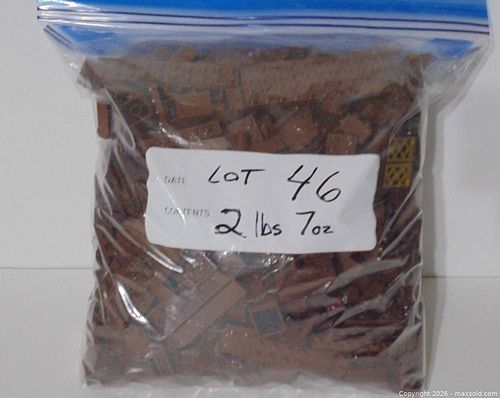 DATE LOT 46
CONTENTS 2 lbs 7oz
Copyright 2026 - maxsold.com